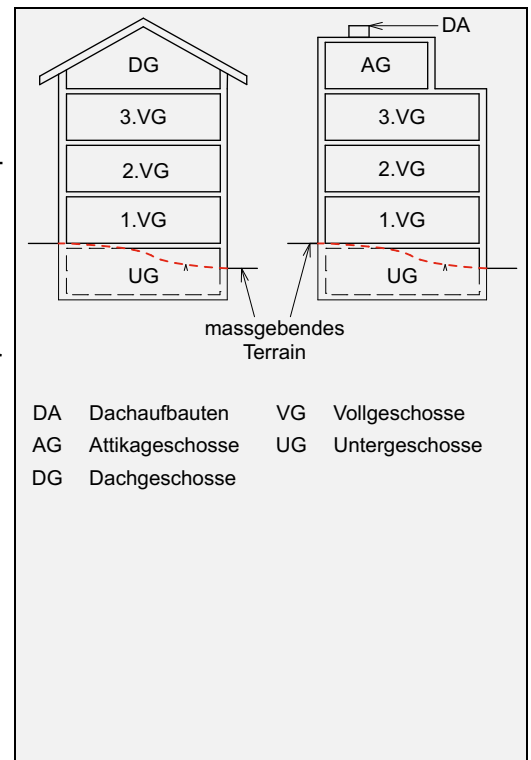 DA
DG AG
3.VG 3.VG
2.VG 2.VG
1.VG 1.VG
UG UG
massgebendes
Terrain
DA Dachaufbauten VG Vollgeschosse
AG Attikageschosse UG Untergeschosse
DG Dachgeschosse